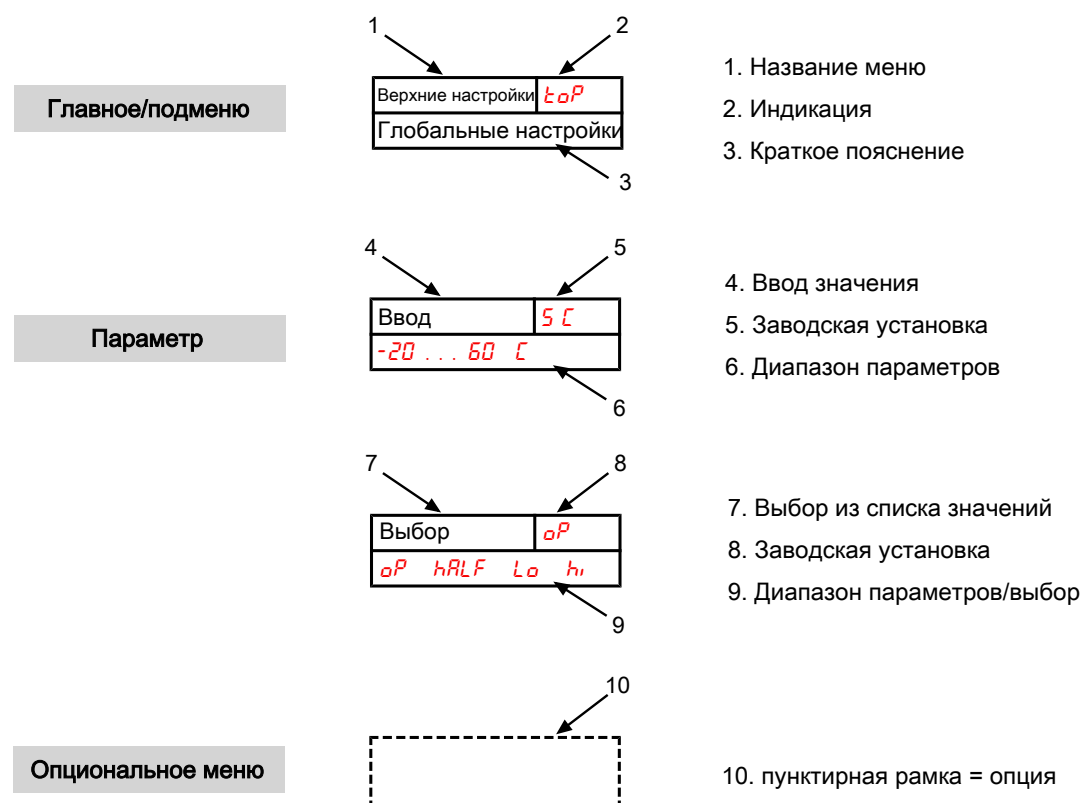 1 2
Верхние настройки toP
Глобальные настройки
3
Главное/подменю
1. Название меню
2. Индикация
3. Краткое пояснение
4 5
Ввод 5 C
-20 ... 60 C
6
Параметр
4. Ввод значения
5. Заводская установка
6. Диапазон параметров
7 8
Выбор oP
oP hALF Lo hi
9
7. Выбор из списка значений
8. Заводская установка
9. Диапазон параметров/выбор
10
Опциональное меню
10. пунктирная рамка = опция